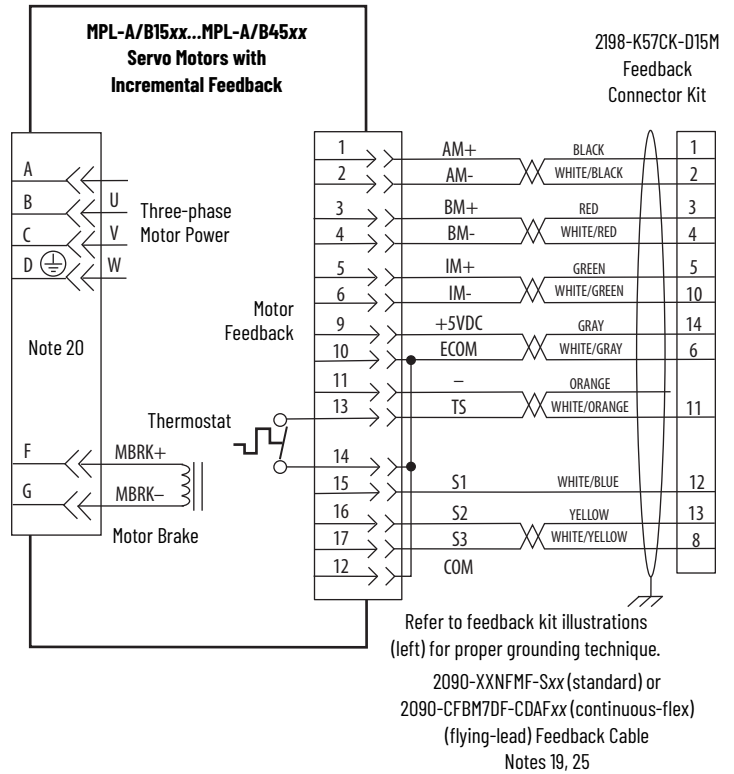 MPL-A/B15xx...MPL-A/B45xx
Servo Motors with
Incremental Feedback
2198-K57CK-D15M
Feedback
Connector Kit
A
B U
C V
D W
Three-phase
Motor Power
Note 20
Motor
Feedback
Thermostat
F MBRK+
G MBRK–
Motor Brake
1 AM+ BLACK 1
2 AM- WHITE/BLACK 2
3 BM+ RED 3
4 BM- WHITE/RED 4
5 IM+ GREEN 5
6 IM- WHITE/GREEN 10
9 +5VDC GRAY 14
10 ECOM WHITE/GRAY 6
11 – ORANGE
13 TS WHITE/ORANGE 11
14
15 S1 WHITE/BLUE 12
16 S2 YELLOW 13
17 S3 WHITE/YELLOW 8
12 COM
Refer to feedback kit illustrations
(left) for proper grounding technique.
2090-XXNFMF-Sxx (standard) or
2090-CFBM7DF-CDAFxx (continuous-flex)
(flying-lead) Feedback Cable
Notes 19, 25